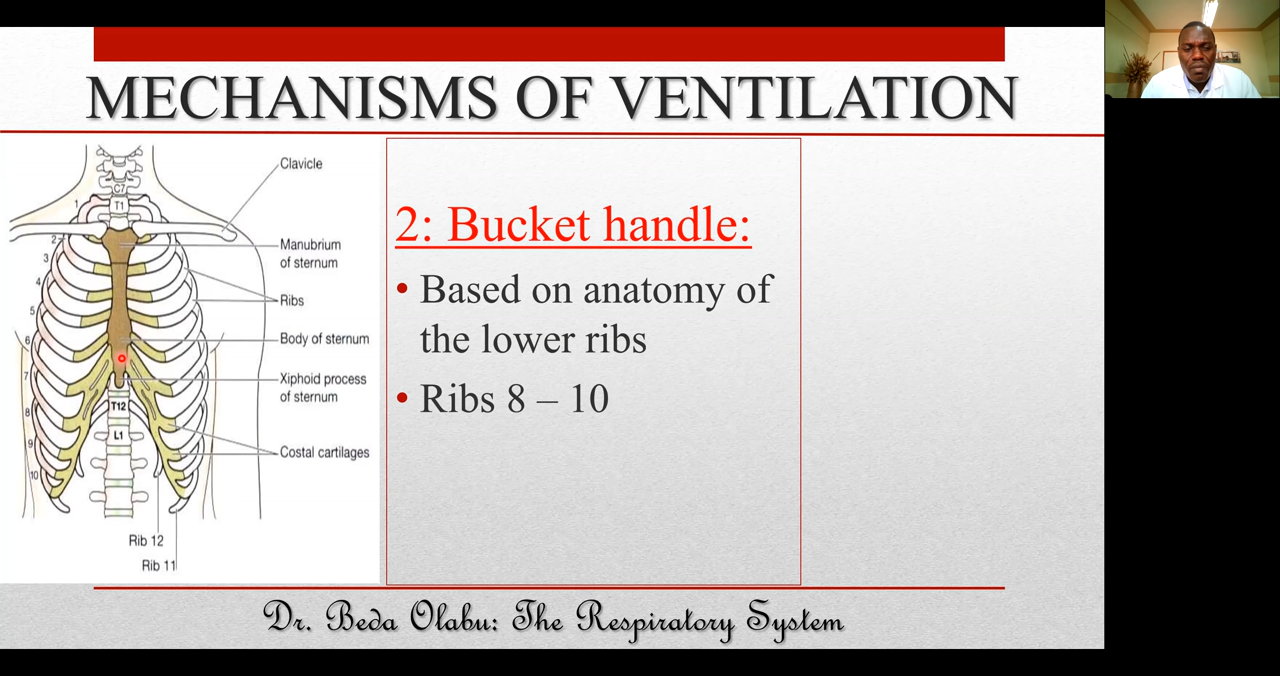 MECHANISMS OF VENTILATION
Clavicle
C7
1
T1
2
Manubrium
of sternum
3
4
Ribs
5
Body of sternum
6
7
Xiphoid process
of sternum
T12
8
L1
9
Costal cartilages
10
Rib 12
Rib 11
2: Bucket handle:
• Based on anatomy of
the lower ribs
• Ribs 8 – 10
Dr. Beda Olabu: The Respiratory System